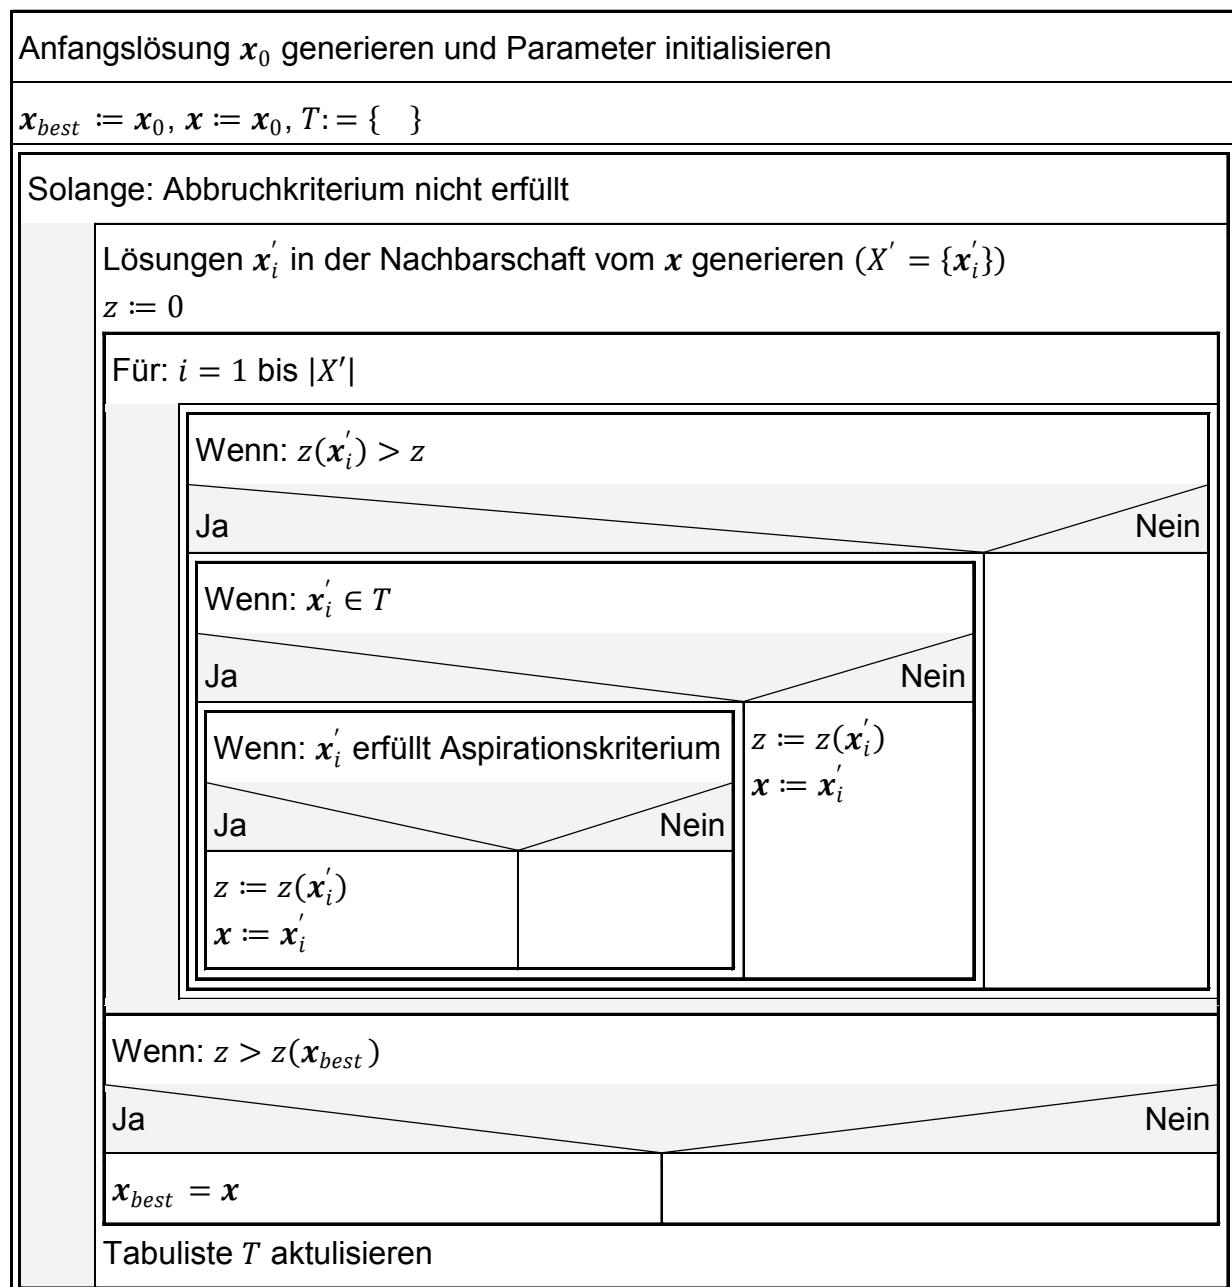 Anfangslösung x₀ generieren und Parameter initialisieren
x_best := x₀, x := x₀, T: = { }
Solange: Abbruchkriterium nicht erfüllt
Lösungen x′ᵢ in der Nachbarschaft vom x generieren (X′ = {x′ᵢ})
z := 0
Für: i = 1 bis |X′|
Wenn: z(x′ᵢ) > z
Ja Nein
Wenn: x′ᵢ ∈ T
Ja Nein
Wenn: x′ᵢ erfüllt Aspirationskriterium
Ja Nein
z := z(x′ᵢ)
x := x′ᵢ
z := z(x′ᵢ)
x := x′ᵢ
Wenn: z > z(x_best)
Ja Nein
x_best = x
Tabuliste T aktulisieren